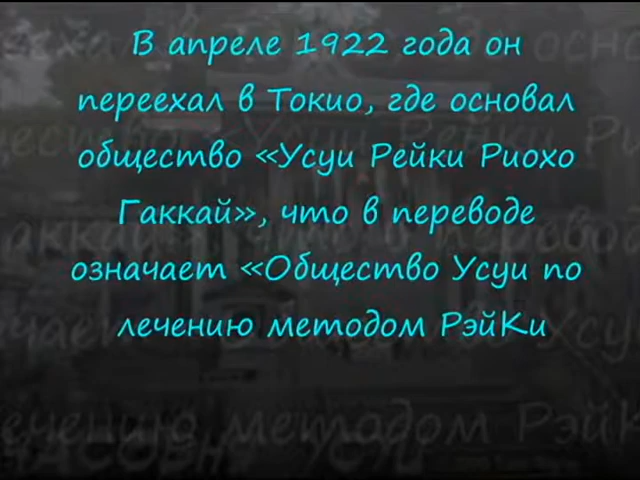 В апреле 1922 года он
переехал в Токио, где основал
общество «Усуи Рейки Риохо
Гаккай», что в переводе
означает «Общество Усуи по
лечению методом РэйКи